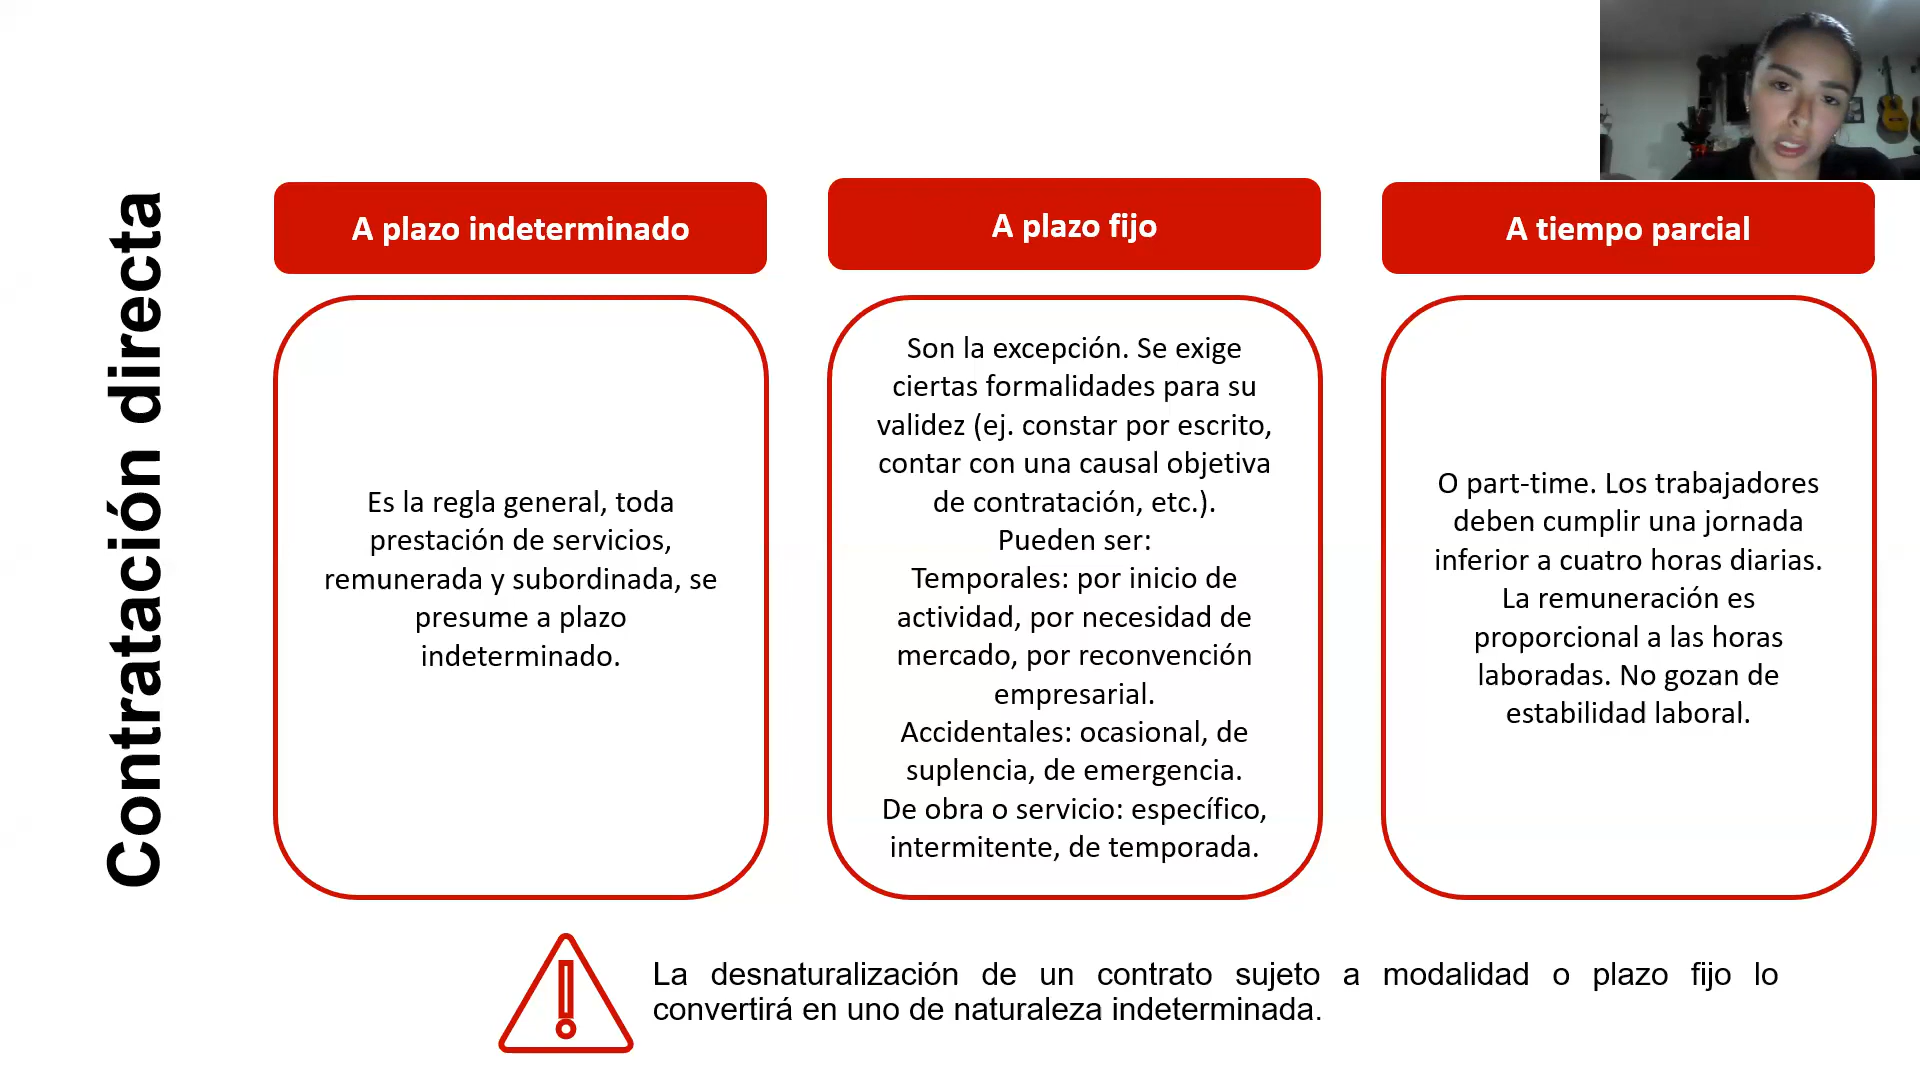 Contratación directa
A plazo indeterminado
Es la regla general, toda
prestación de servicios,
remunerada y subordinada, se
presume a plazo
indeterminado.
A plazo fijo
Son la excepción. Se exige
ciertas formalidades para su
validez (ej. constar por escrito,
contar con una causal objetiva
de contratación, etc.).
Pueden ser:
Temporales: por inicio de
actividad, por necesidad de
mercado, por reconvención
empresarial.
Accidentales: ocasional, de
suplencia, de emergencia.
De obra o servicio: específico,
intermitente, de temporada.
A tiempo parcial
O part-time. Los trabajadores
deben cumplir una jornada
inferior a cuatro horas diarias.
La remuneración es
proporcional a las horas
laboradas. No gozan de
estabilidad laboral.
La desnaturalización de un contrato sujeto a modalidad o plazo fijo lo
convertirá en uno de naturaleza indeterminada.